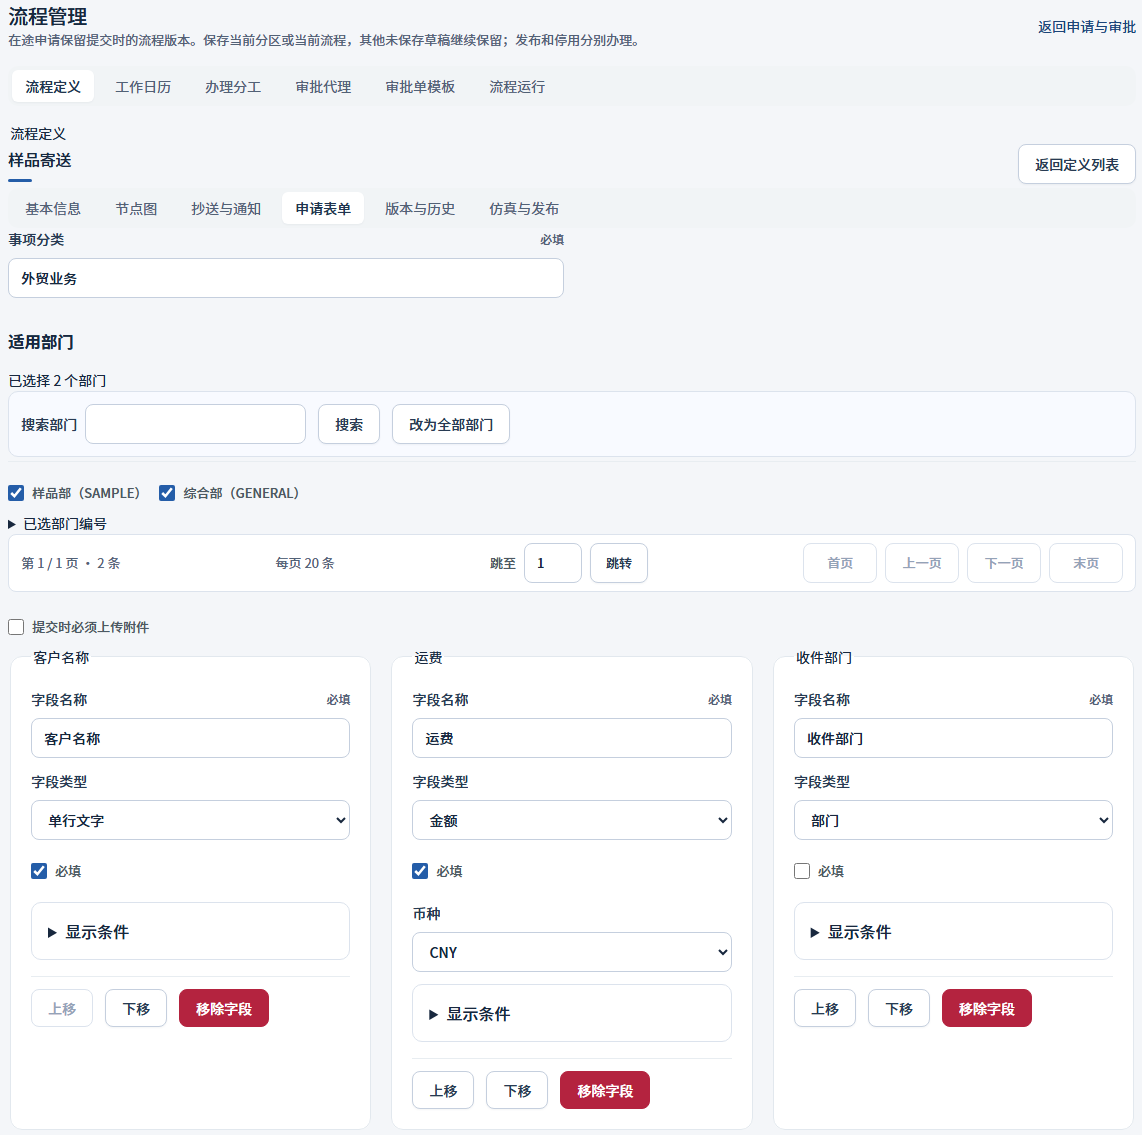 流程管理
返回申请与审批
在途申请保留提交时的流程版本。保存当前分区或当前流程，其他未保存草稿继续保留；发布和停用分别办理。
流程定义 工作日历 办理分工 审批代理 审批单模板 流程运行
流程定义
样品寄送
返回定义列表
基本信息 节点图 抄送与通知 申请表单 版本与历史 仿真与发布
事项分类 必填
外贸业务
适用部门
已选择 2 个部门
搜索部门 搜索 改为全部部门
样品部（SAMPLE） 综合部（GENERAL）
已选部门编号
第 1 / 1 页 · 2 条 每页 20 条 跳至 1 跳转 首页 上一页 下一页 末页
提交时必须上传附件
客户名称
字段名称 必填
客户名称
字段类型
单行文字
必填
显示条件
上移 下移 移除字段
运费
字段名称 必填
运费
字段类型
金额
必填
币种
CNY
显示条件
上移 下移 移除字段
收件部门
字段名称 必填
收件部门
字段类型
部门
必填
显示条件
上移 下移 移除字段